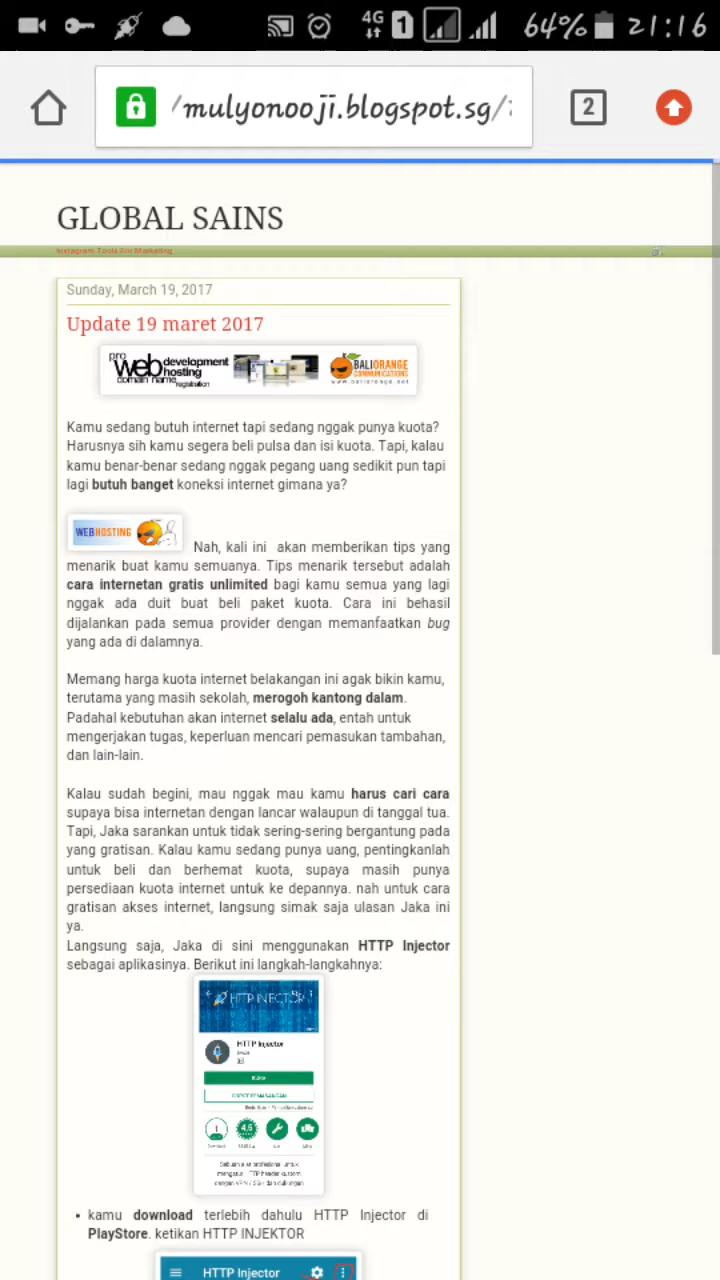 4G
1
64%
21:16
/mulyonooji.blogspot.sg/
2
GLOBAL SAINS
Instagram Tools For Marketing
Sunday, March 19, 2017
Update 19 maret 2017
pro web development
hosting
domain name registration
BALIORANGE
COMMUNICATIONS
www.baliorange.net
Kamu sedang butuh internet tapi sedang nggak punya kuota?
Harusnya sih kamu segera beli pulsa dan isi kuota. Tapi, kalau
kamu benar-benar sedang nggak pegang uang sedikit pun tapi
lagi butuh banget koneksi internet gimana ya?
WEBHOSTING
Nah, kali ini akan memberikan tips yang
menarik buat kamu semuanya. Tips menarik tersebut adalah
cara internetan gratis unlimited bagi kamu semua yang lagi
nggak ada duit buat beli paket kuota. Cara ini behasil
dijalankan pada semua provider dengan memanfaatkan bug
yang ada di dalamnya.
Memang harga kuota internet belakangan ini agak bikin kamu,
terutama yang masih sekolah, merogoh kantong dalam.
Padahal kebutuhan akan internet selalu ada, entah untuk
mengerjakan tugas, keperluan mencari pemasukan tambahan,
dan lain-lain.
Kalau sudah begini, mau nggak mau kamu harus cari cara
supaya bisa internetan dengan lancar walaupun di tanggal tua.
Tapi, Jaka sarankan untuk tidak sering-sering bergantung pada
yang gratisan. Kalau kamu sedang punya uang, pentingkanlah
untuk beli dan berhemat kuota, supaya masih punya
persediaan kuota internet untuk ke depannya. nah untuk cara
gratisan akses internet, langsung simak saja ulasan Jaka ini
ya.
Langsung saja, Jaka di sini menggunakan HTTP Injector
sebagai aplikasinya. Berikut ini langkah-langkahnya:
HTTP INJECTOR
HTTP Injector
4,6
• kamu download terlebih dahulu HTTP Injector di
PlayStore. ketikan HTTP INJEKTOR
HTTP Injector